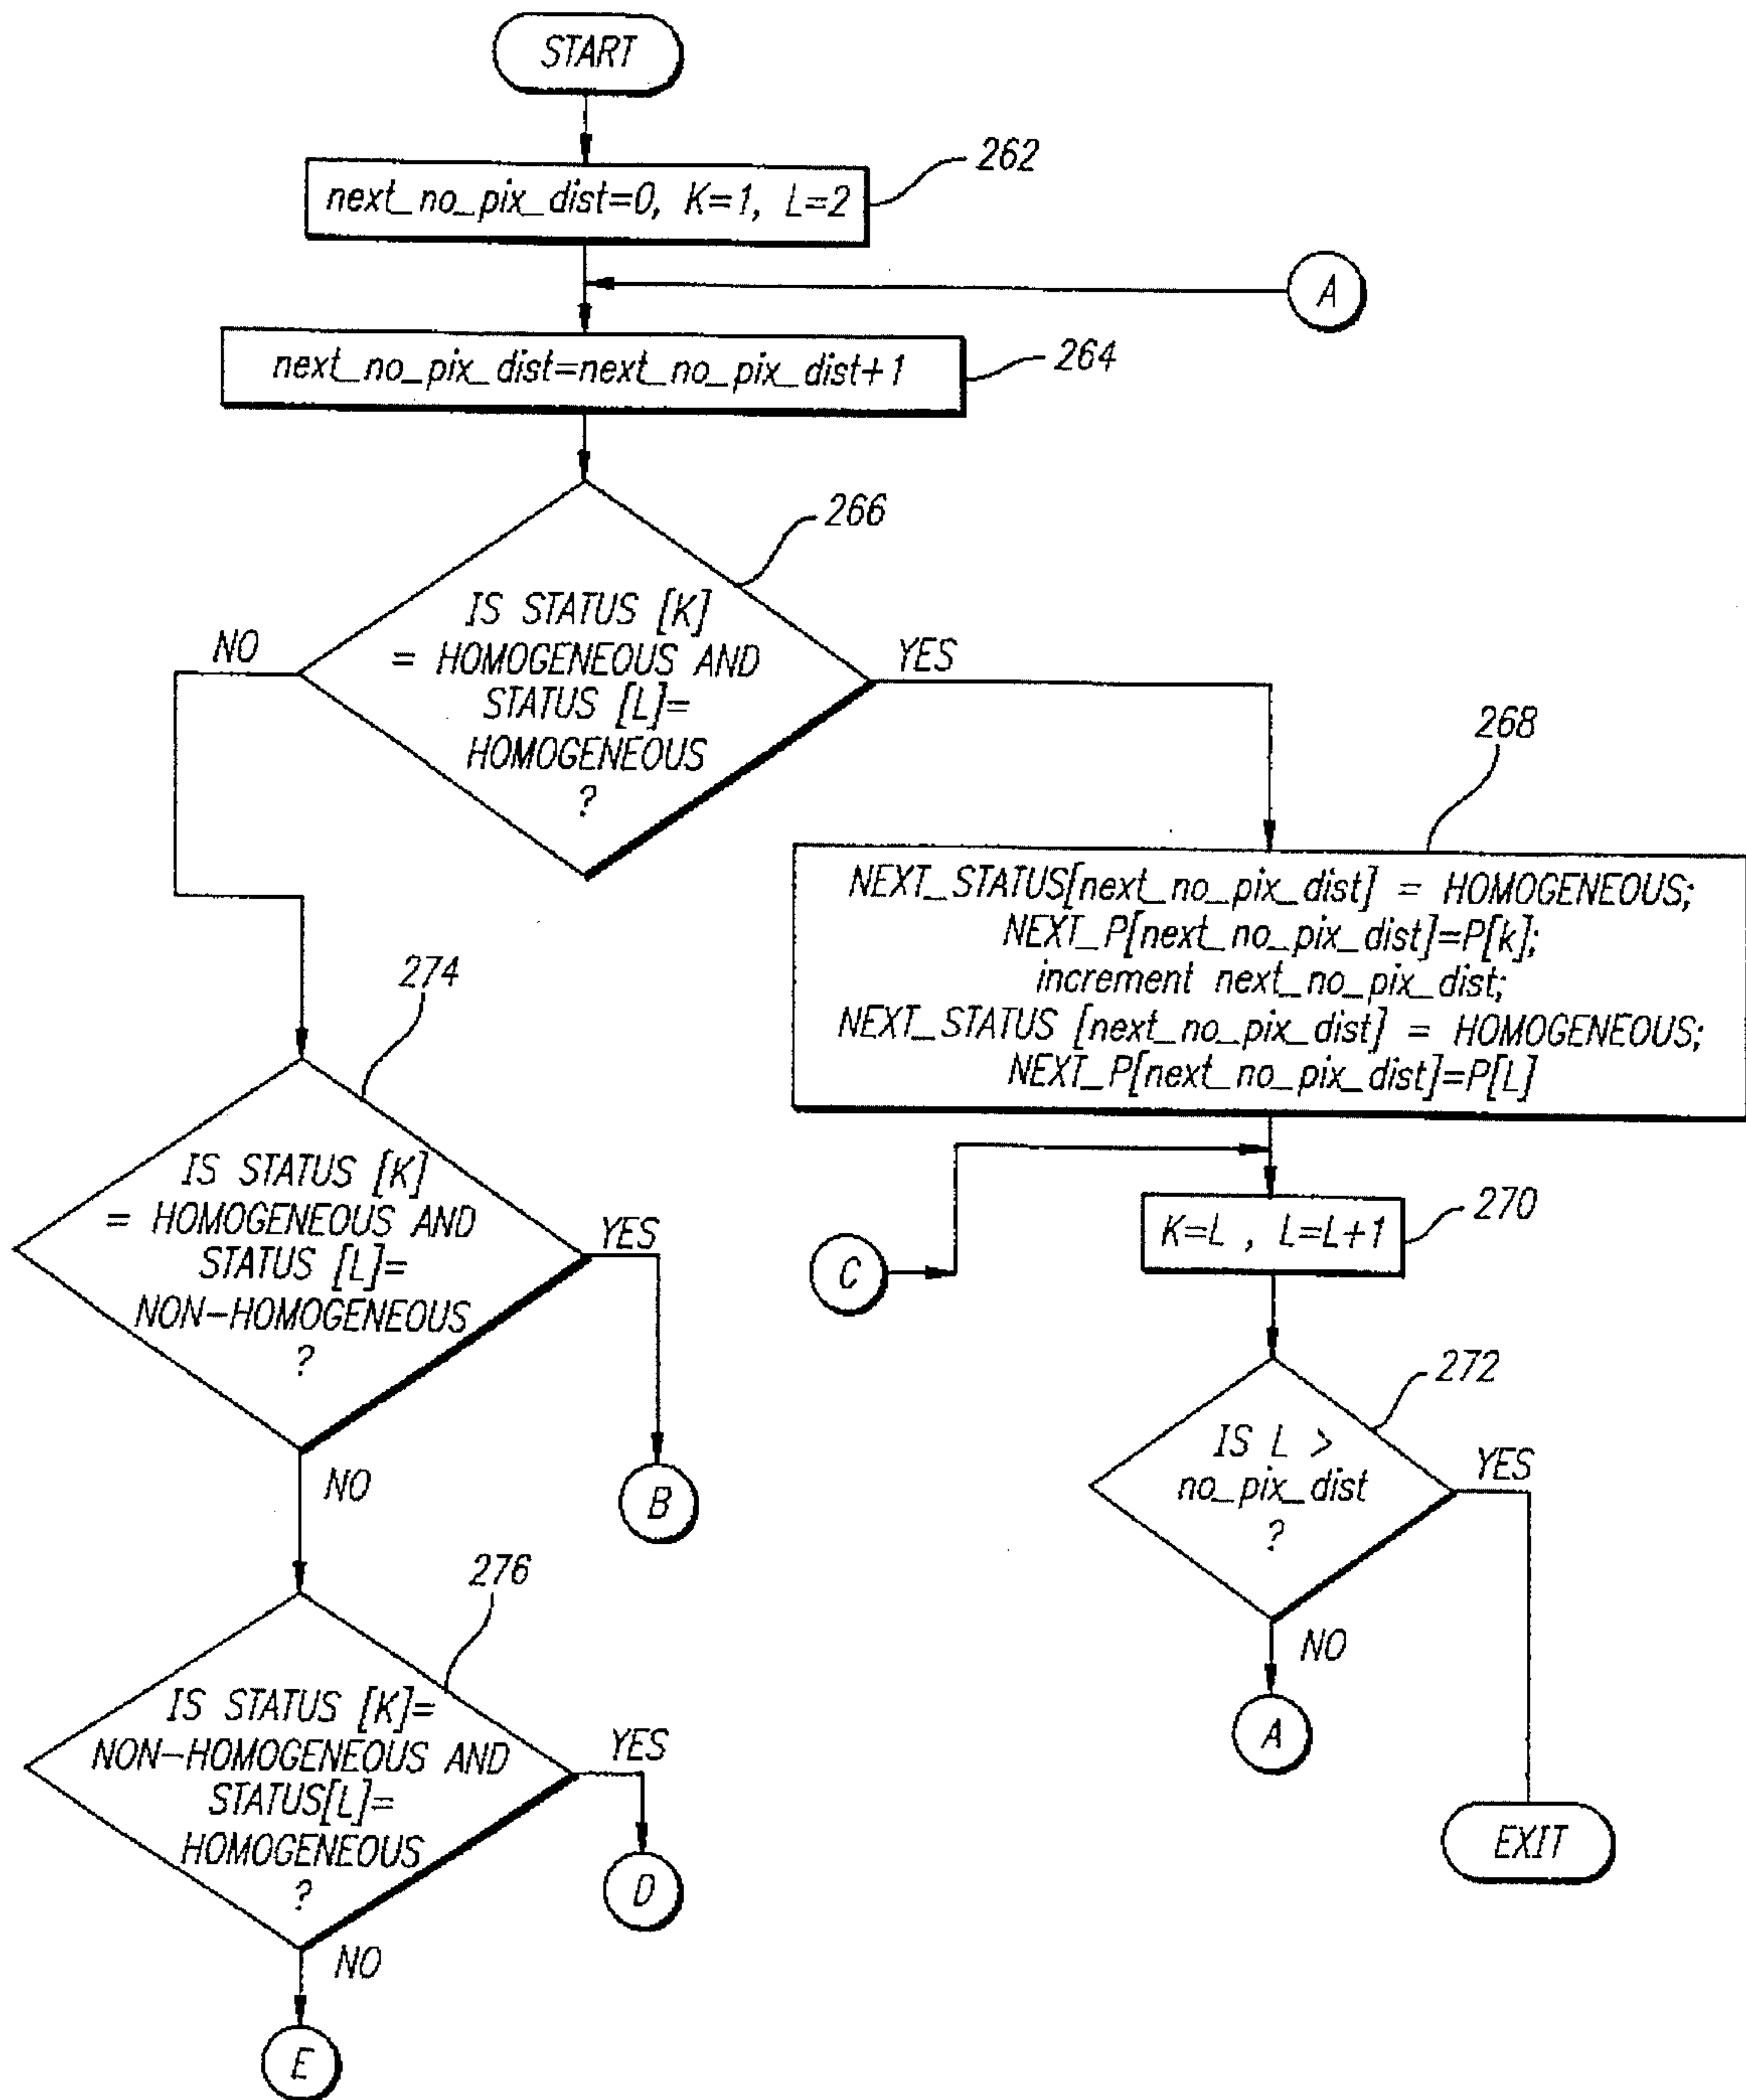 START
262
next_no_pix_dist=0, K=1, L=2
A
264
next_no_pix_dist=next_no_pix_dist+1
266
IS STATUS [K]
= HOMOGENEOUS AND
STATUS [L]=
HOMOGENEOUS
?
NO
YES
268
NEXT_STATUS[next_no_pix_dist] = HOMOGENEOUS;
NEXT_P[next_no_pix_dist]=P[k];
increment next_no_pix_dist;
NEXT_STATUS [next_no_pix_dist] = HOMOGENEOUS;
NEXT_P[next_no_pix_dist]=P[L]
274
IS STATUS [K]
= HOMOGENEOUS AND
STATUS [L]=
NON-HOMOGENEOUS
?
YES
NO
B
C
270
K=L , L=L+1
272
IS L >
no_pix_dist
?
YES
NO
A
EXIT
276
IS STATUS [K]=
NON-HOMOGENEOUS AND
STATUS[L]=
HOMOGENEOUS
?
YES
D
NO
E